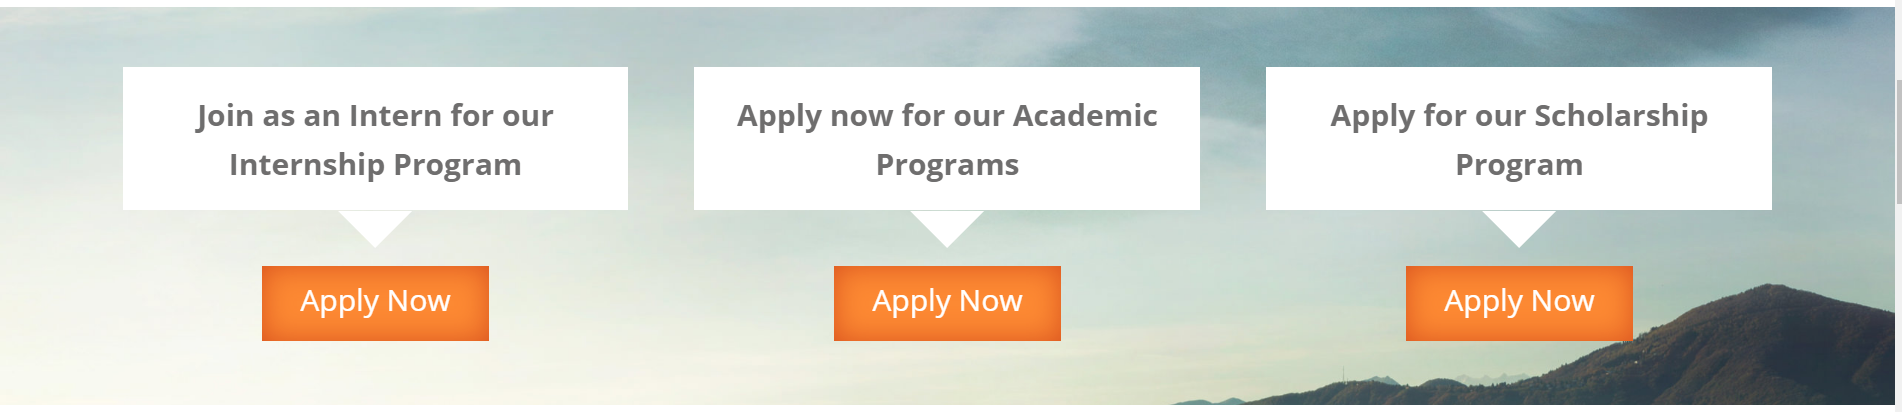 Join as an Intern for our
Internship Program
Apply Now
Apply now for our Academic
Programs
Apply Now
Apply for our Scholarship
Program
Apply Now